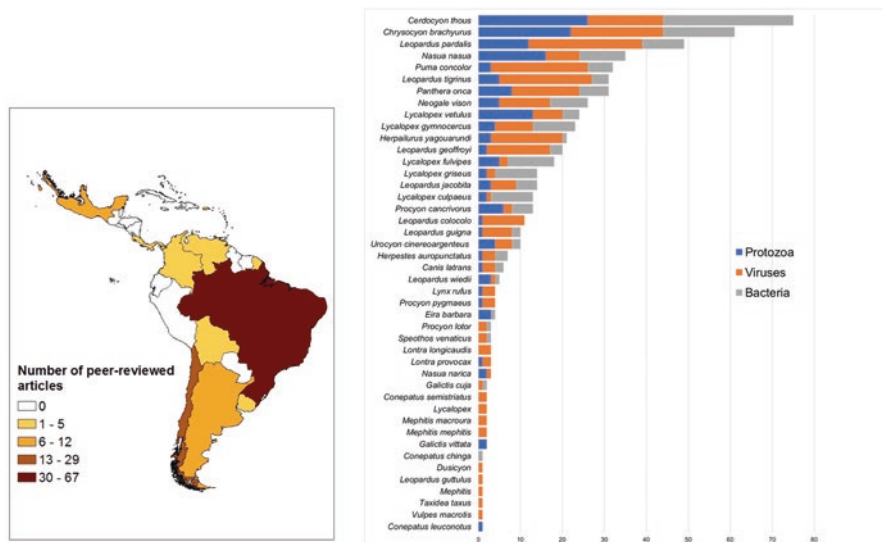 Number of peer-reviewed
articles
0
1 - 5
6 - 12
13 - 29
30 - 67
Cerdocyon thous
Chrysocyon brachyurus
Leopardus pardalis
Nasua nasua
Puma concolor
Leopardus tigrinus
Panthera onca
Neogale vison
Lycalopex vetulus
Lycalopex gymnocercus
Herpailurus yagouarundi
Leopardus geoffroyi
Lycalopex fulvipes
Lycalopex griseus
Leopardus jacobita
Lycalopex culpaeus
Procyon cancrivorus
Leopardus colocolo
Leopardus guigna
Urocyon cinereoargenteus
Herpestes auropunctatus
Canis latrans
Leopardus wiedii
Lynx rufus
Procyon pygmaeus
Eira barbara
Procyon lotor
Speothos venaticus
Lontra longicaudis
Lontra provocax
Nasua narica
Galictis cuja
Conepatus semistriatus
Lycalopex
Mephitis macroura
Mephitis mephitis
Galictis vittata
Conepatus chinga
Dusicyon
Leopardus guttulus
Mephitis
Taxidea taxus
Vulpes macrotis
Conepatus leuconotus
0 10 20 30 40 50 60 70 80
Protozoa
Viruses
Bacteria